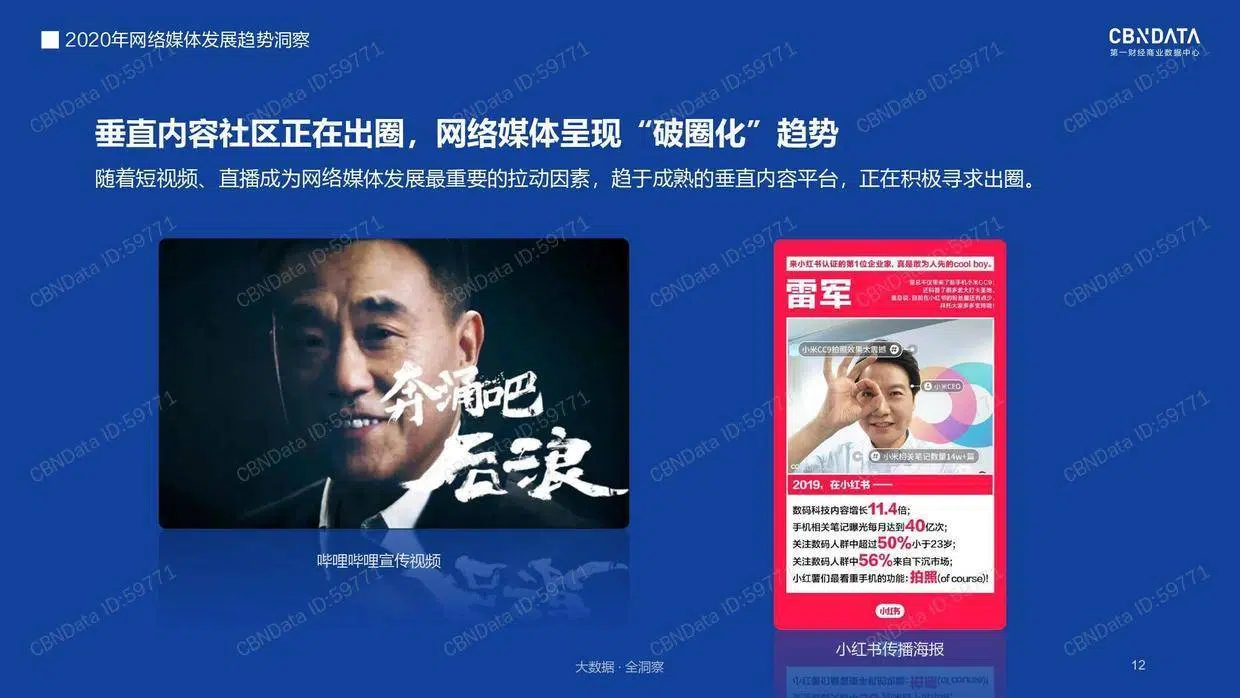 2020年网络媒体发展趋势洞察
CBNDATA
第一财经商业数据中心
垂直内容社区正在出圈，网络媒体呈现“破圈化”趋势
随着短视频、直播成为网络媒体发展最重要的拉动因素，趋于成熟的垂直内容平台，正在积极寻求出圈。
奔涌吧
后浪
哔哩哔哩宣传视频
来小红书认证的第1位企业家，真是敢为人先的cool boy。
雷军
小米CC9拍照效果太震撼
小米CEO
小米相关笔记数量14w+篇
2019，在小红书——
数码科技内容增长11.4倍；
手机相关笔记曝光每月达到40亿次；
关注数码人群中超过50%小于23岁；
关注数码人群中56%来自下沉市场；
小红薯们最看重手机的功能：拍照(of course)!
小红书
小红书传播海报
大数据 · 全洞察
12
CBNData ID:59771